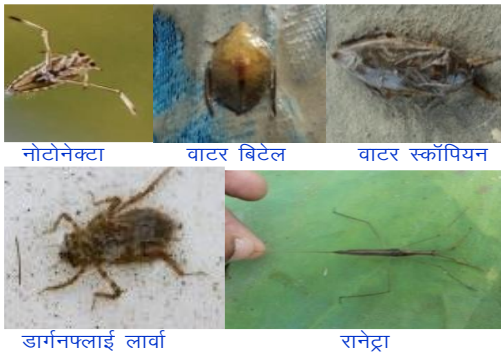 नोटोनेक्टा
वाटर बिटेल
वाटर स्कॉपियन
डार्गनफ्लाई लार्वा
रानेट्रा